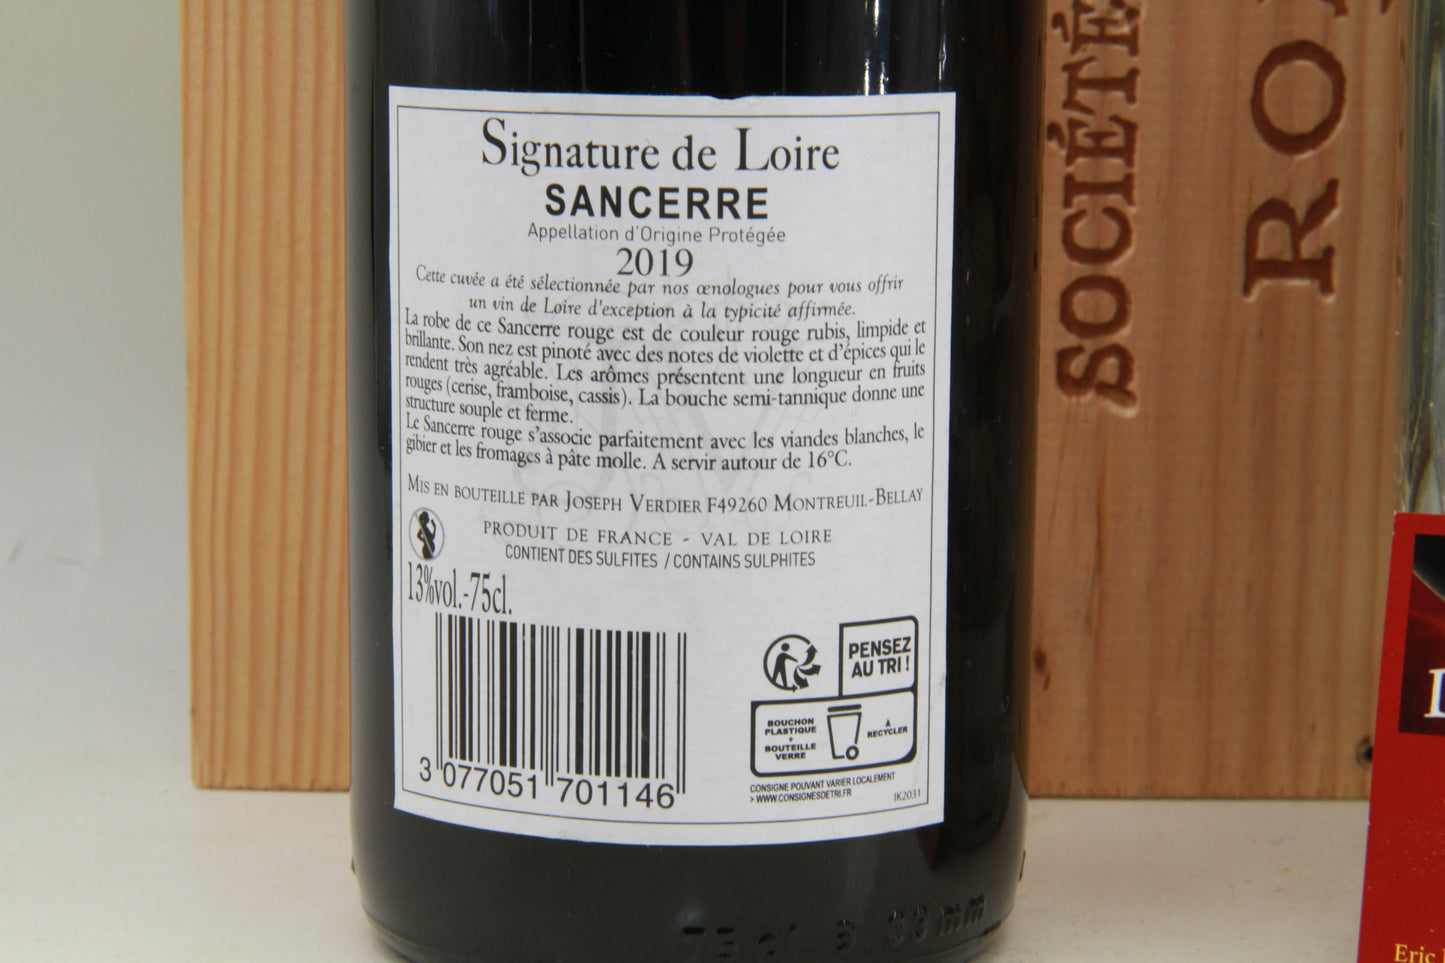 Signature de Loire
SANCERRE
Appellation d'Origine Protégée
2019
Cette cuvée a été sélectionnée par nos œnologues pour vous offrir
un vin de Loire d'exception à la typicité affirmée.
La robe de ce Sancerre rouge est de couleur rouge rubis, limpide et
brillante. Son nez est pinoté avec des notes de violette et d'épices qui le
rendent très agréable. Les arômes présentent une longueur en fruits
rouges (cerise, framboise, cassis). La bouche semi-tannique donne une
structure souple et ferme.
Le Sancerre rouge s'associe parfaitement avec les viandes blanches, le
gibier et les fromages à pâte molle. A servir autour de 16°C.
MIS EN BOUTEILLE PAR JOSEPH VERDIER F49260 MONTREUIL-BELLAY
PRODUIT DE FRANCE - VAL DE LOIRE
CONTIENT DES SULFITES / CONTAINS SULPHITES
13%vol.-75cl.
3 077051 701146
PENSEZ
AU TRI !
BOUCHON
PLASTIQUE
+
BOUTEILLE
VERRE
À
RECYCLER
CONSIGNE POUVANT VARIER LOCALEMENT
> WWW.CONSIGNESDETRI.FR
IK2031
75 cl 63 mm
SOCIÉTÉ
RO
Eric